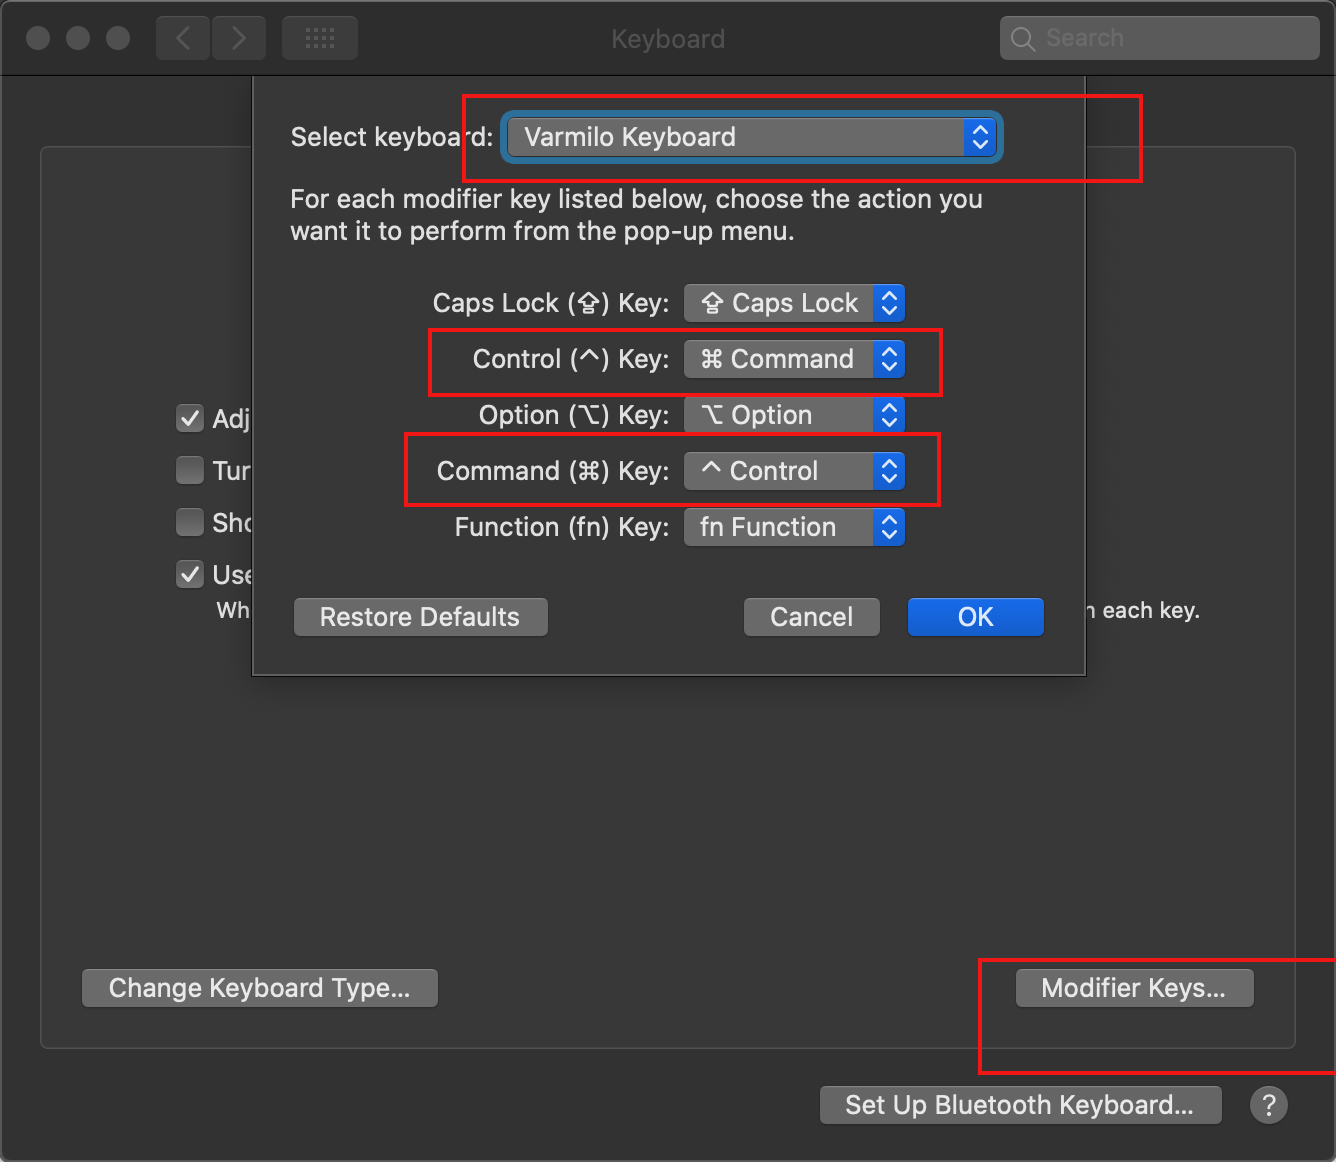 Keyboard
Search
Select keyboard: Varmilo Keyboard
For each modifier key listed below, choose the action you
want it to perform from the pop-up menu.
Caps Lock (⇪) Key: ⇪ Caps Lock
Control (^) Key: ⌘ Command
Option (⌥) Key: ⌥ Option
Adj
Command (⌘) Key: ^ Control
Tur
Sho
Function (fn) Key: fn Function
Use
Wh
each key.
Restore Defaults Cancel OK
Change Keyboard Type... Modifier Keys...
Set Up Bluetooth Keyboard... ?